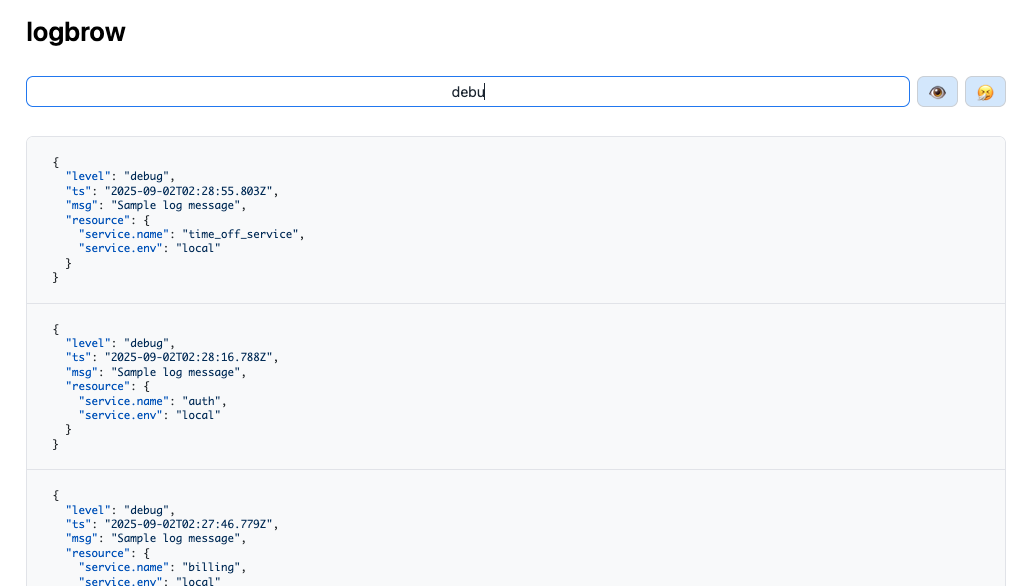 logbrow
debu
{
  "level": "debug",
  "ts": "2025-09-02T02:28:55.803Z",
  "msg": "Sample log message",
  "resource": {
    "service.name": "time_off_service",
    "service.env": "local"
  }
}
{
  "level": "debug",
  "ts": "2025-09-02T02:28:16.788Z",
  "msg": "Sample log message",
  "resource": {
    "service.name": "auth",
    "service.env": "local"
  }
}
{
  "level": "debug",
  "ts": "2025-09-02T02:27:46.779Z",
  "msg": "Sample log message",
  "resource": {
    "service.name": "billing",
    "service.env": "local"